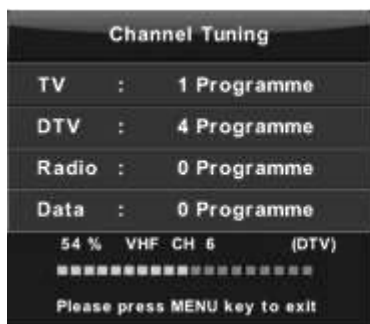 Channel Tuning
TV : 1 Programme
DTV : 4 Programme
Radio : 0 Programme
Data : 0 Programme
54 % VHF CH 6 (DTV)
Please press MENU key to exit